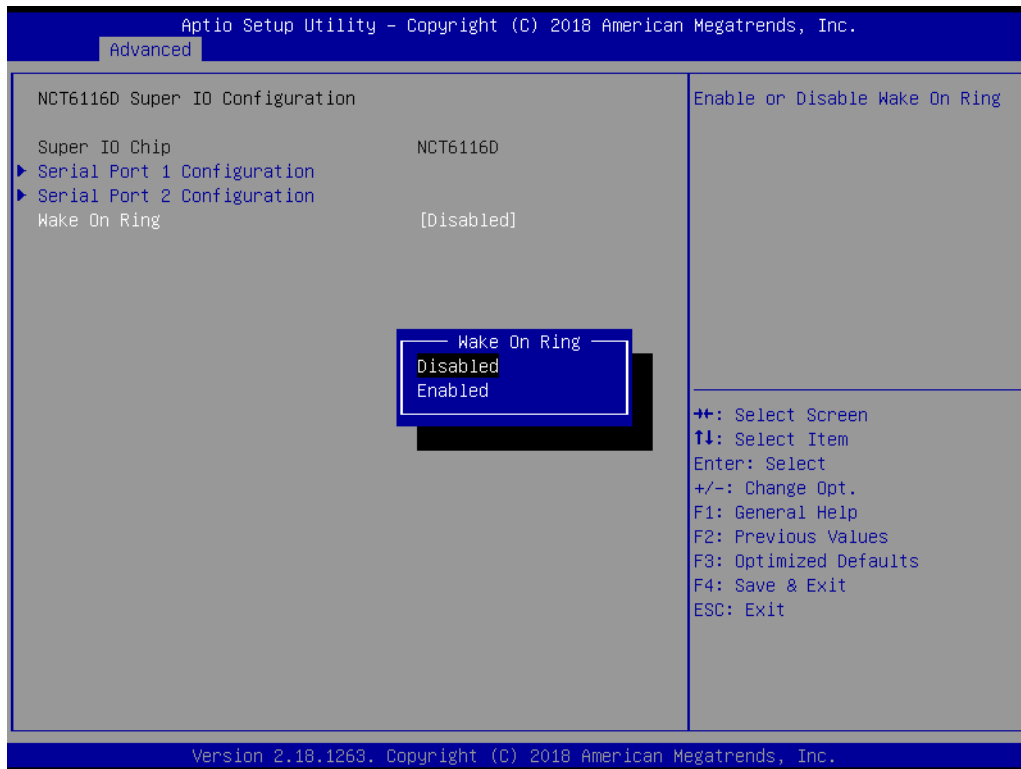 Aptio Setup Utility – Copyright (C) 2018 American Megatrends, Inc.
Advanced
NCT6116D Super IO Configuration
Super IO Chip NCT6116D
Serial Port 1 Configuration
Serial Port 2 Configuration
Wake On Ring [Disabled]
Wake On Ring
Disabled
Enabled
Enable or Disable Wake On Ring
→←: Select Screen
↑↓: Select Item
Enter: Select
+/-: Change Opt.
F1: General Help
F2: Previous Values
F3: Optimized Defaults
F4: Save & Exit
ESC: Exit
Version 2.18.1263. Copyright (C) 2018 American Megatrends, Inc.